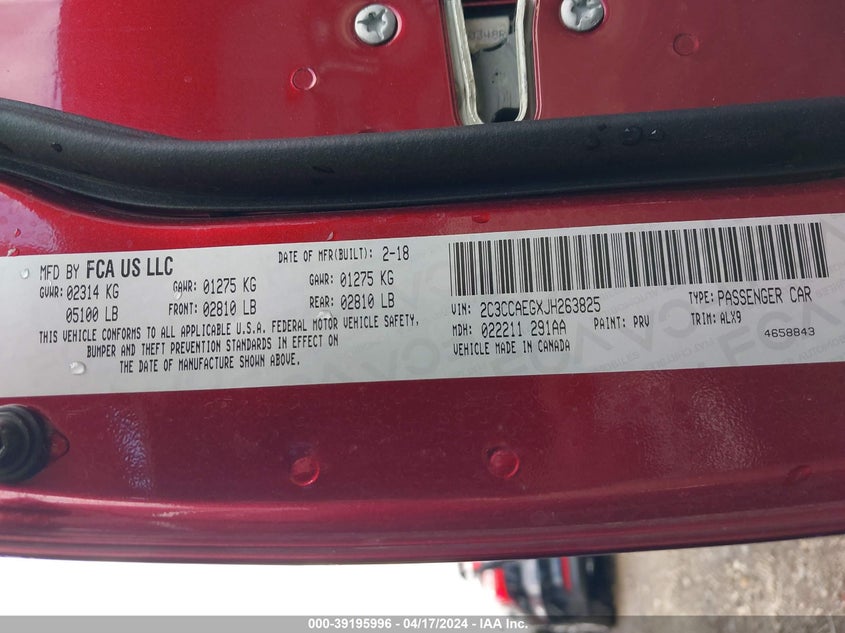 MFD BY FCA US LLC
DATE OF MFR(BUILT): 2-18
GVWR: 02314 KG
05100 LB
GAWR: 01275 KG
FRONT: 02810 LB
GAWR: 01275 KG
REAR: 02810 LB
THIS VEHICLE CONFORMS TO ALL APPLICABLE U.S.A. FEDERAL MOTOR VEHICLE SAFETY,
BUMPER AND THEFT PREVENTION STANDARDS IN EFFECT ON
THE DATE OF MANUFACTURE SHOWN ABOVE.
VIN: 2C3CCAEGXJH263825
TYPE: PASSENGER CAR
MDH: 022211 291AA
PAINT: PRV
TRIM: ALX9
VEHICLE MADE IN CANADA
4658843
000-39195996 - 04/17/2024 - IAA Inc.